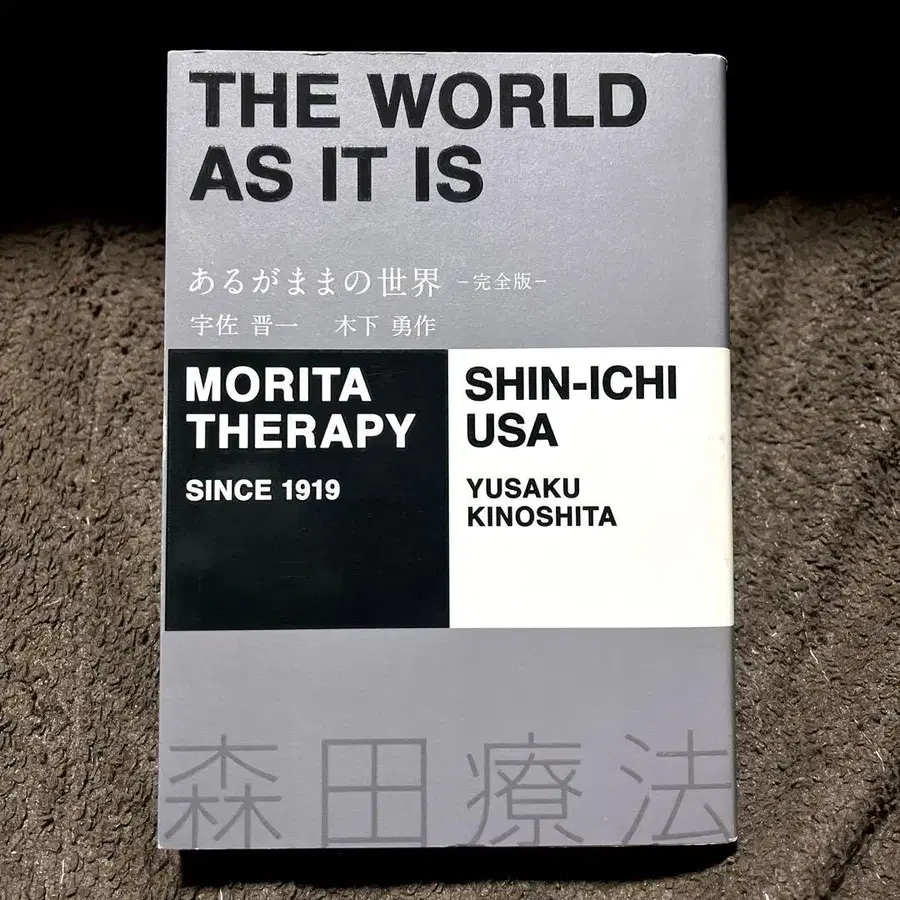 THE WORLD
AS IT IS
あるがままの世界 −完全版−
宇佐 晋一　木下 勇作
MORITA
THERAPY
SINCE 1919
SHIN-ICHI
USA
YUSAKU
KINOSHITA
森田療法